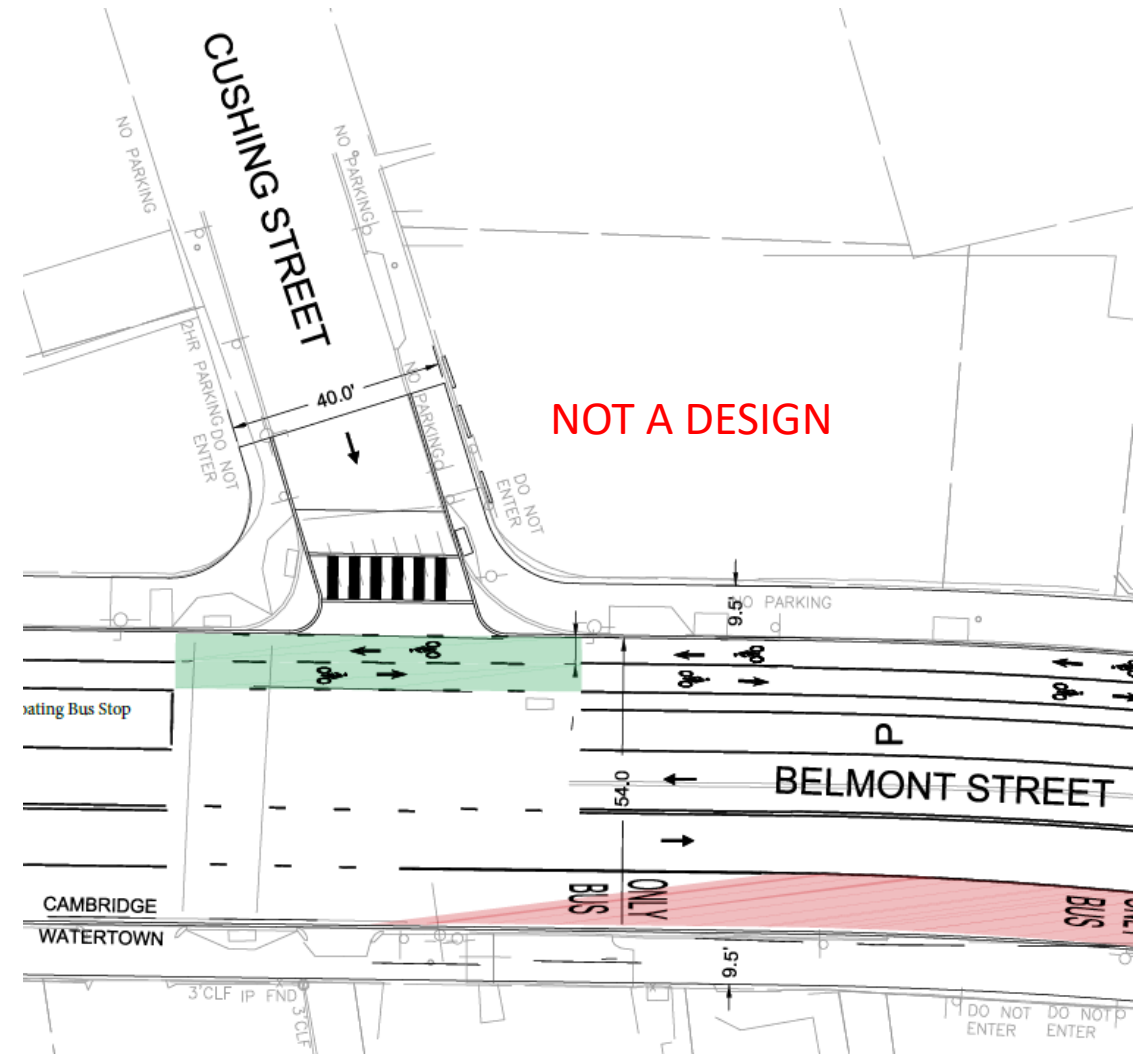 CUSHING STREET
NO PARKING
NO PARKING
2HR PARKING
DO NOT
ENTER
40.0'
NO PARKING
NOT A DESIGN
DO NOT
ENTER
9.5'
NO PARKING
oating Bus Stop
P
BELMONT STREET
54.0
BUS
ONLY
BUS
CAMBRIDGE
WATERTOWN
9.5'
3'CLF IP FND
3'CLF
DO NOT
ENTER
DO NOT
ENTER